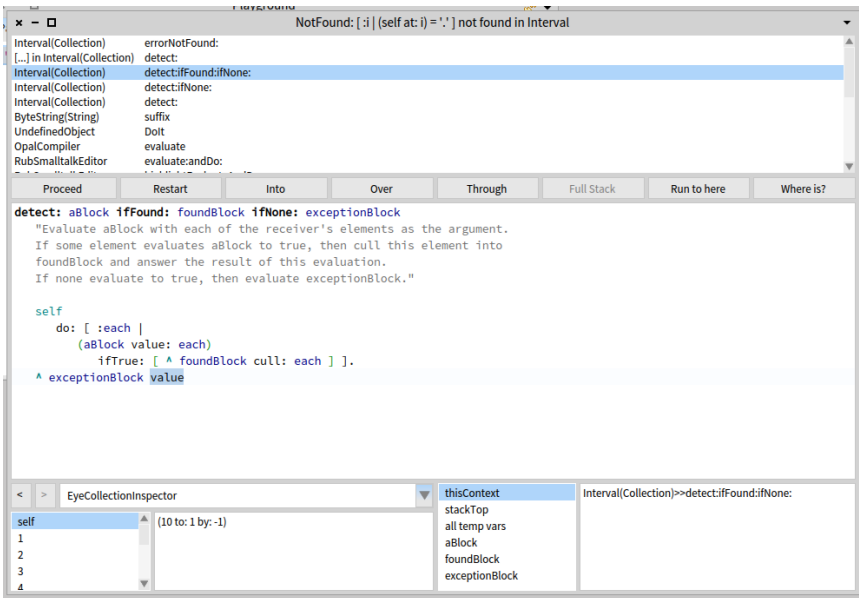 Playground
NotFound: [ :i | (self at: i) = '.' ] not found in Interval
Interval(Collection) errorNotFound:
[...] in Interval(Collection) detect:
Interval(Collection) detect:ifFound:ifNone:
Interval(Collection) detect:ifNone:
Interval(Collection) detect:
ByteString(String) suffix
UndefinedObject DoIt
OpalCompiler evaluate
RubSmalltalkEditor evaluate:andDo:
Proceed Restart Into Over Through Full Stack Run to here Where is?
detect: aBlock ifFound: foundBlock ifNone: exceptionBlock
"Evaluate aBlock with each of the receiver's elements as the argument.
If some element evaluates aBlock to true, then cull this element into
foundBlock and answer the result of this evaluation.
If none evaluate to true, then evaluate exceptionBlock."
self
do: [ :each |
(aBlock value: each)
ifTrue: [ ^ foundBlock cull: each ] ].
^ exceptionBlock value
< > EyeCollectionInspector
self
1
2
3
4
(10 to: 1 by: -1)
thisContext
stackTop
all temp vars
aBlock
foundBlock
exceptionBlock
Interval(Collection)>>detect:ifFound:ifNone: